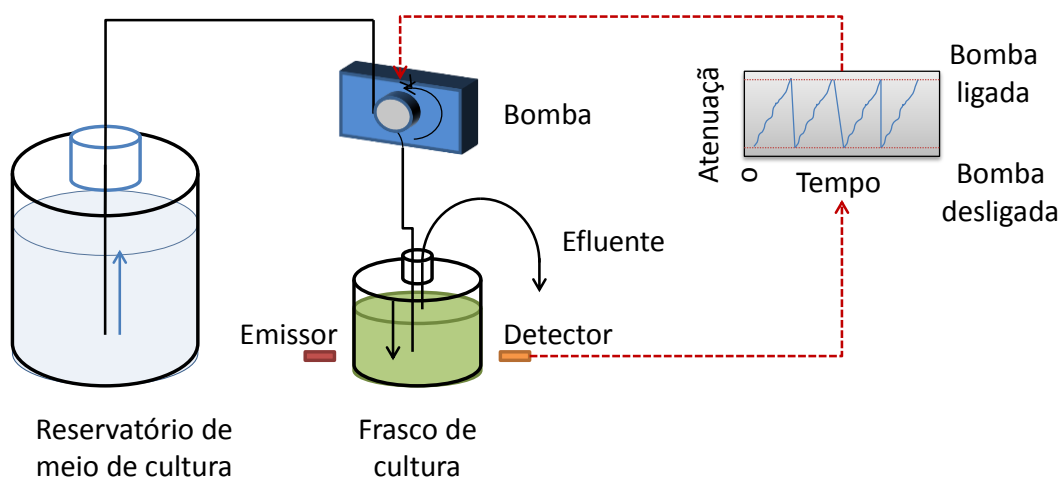 Bomba
Bomba
ligada
Atenuaçã
o
Tempo
Bomba
desligada
Efluente
Emissor
Detector
Reservatório de
meio de cultura
Frasco de
cultura